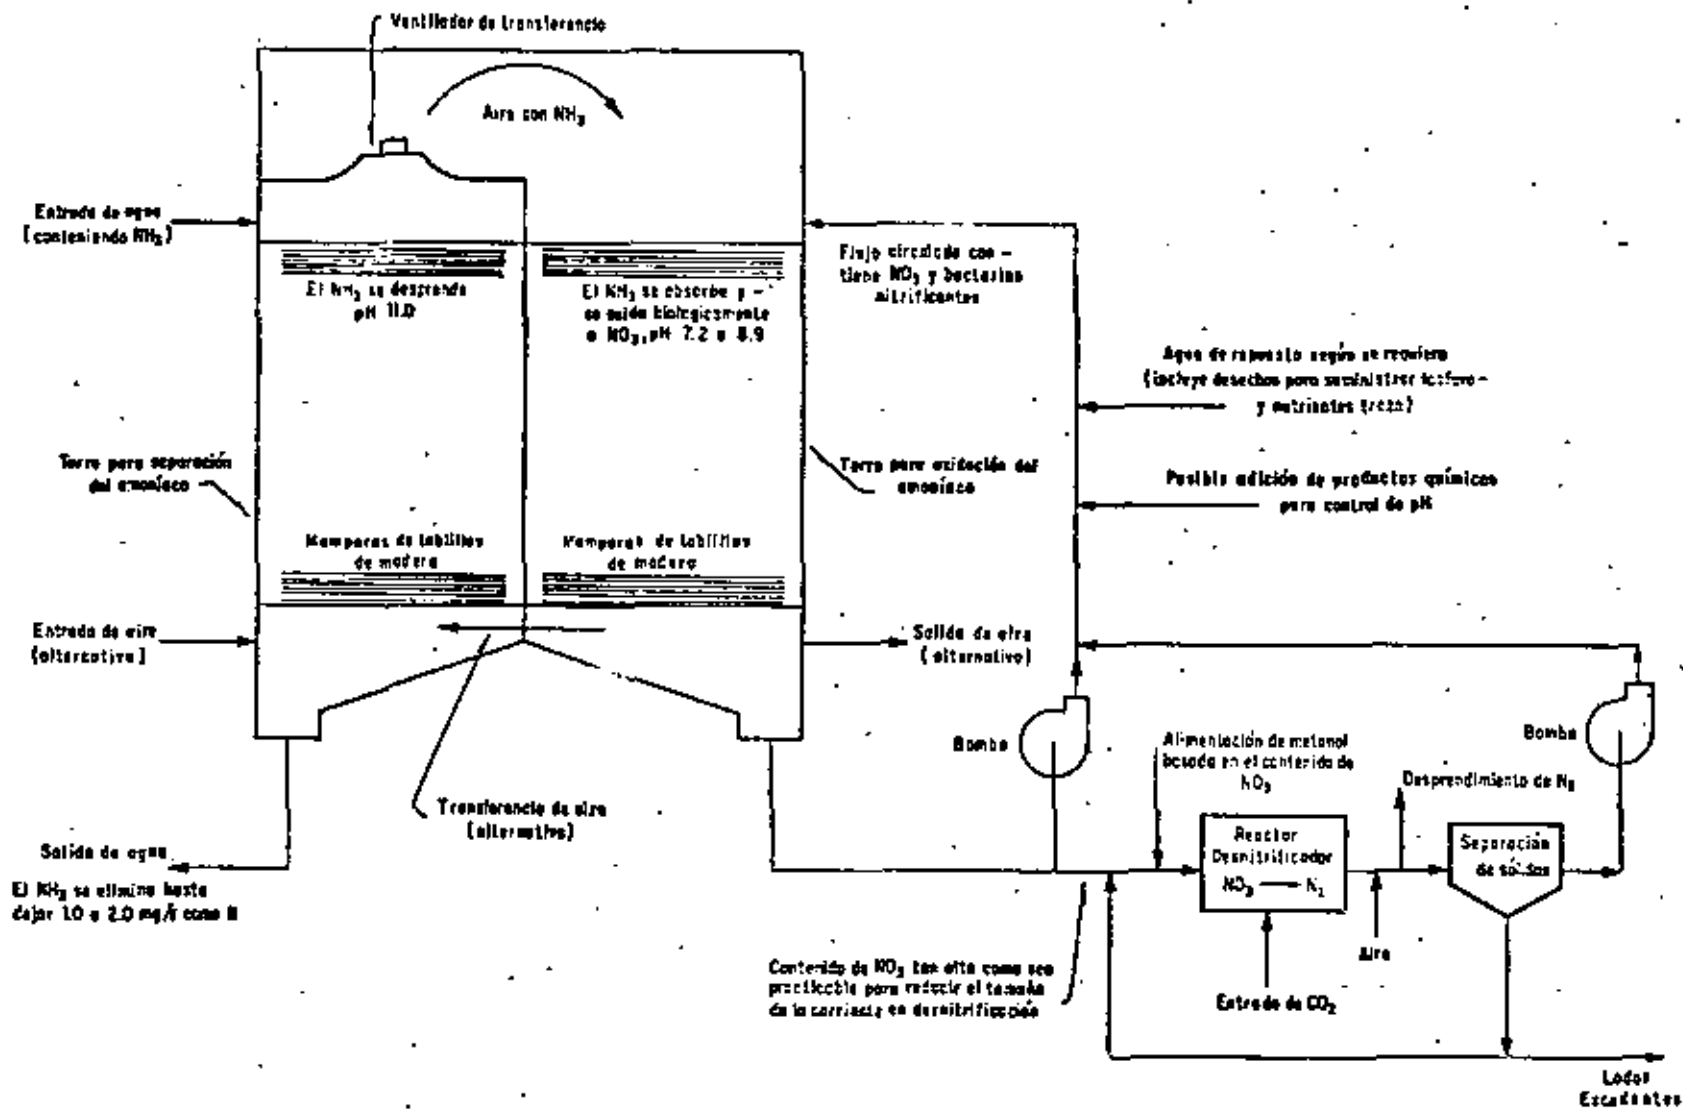 Ventilador de transferencia
Aire con NH3
Entrada de agua
(conteniendo NH3)
El NH3 se desprende
pH 11.0
El NH3 se absorbe y -
se oxida biologicamente
a NO3, pH 7.2 a 8.9
Flujo circulado con -
tiene NO3 y bacterias
nitrificantes
Agua de repuesto según se requiera
(incluye desechos para suministrar fosforo -
y nutrientes traza)
Torre para separación
del amoníaco
Torre para oxidación del
amoníaco
Posible adición de productos químicos
para control de pH
Mamparas de tablillas
de madera
Mamparas de tablillas
de madera
Entrada de aire
(alternativa)
Salida de aire
(alternativa)
Bomba
Alimentación de metanol
basada en el contenido de
NO3
Desprendimiento de N2
Bomba
Transferencia de aire
(alternativa)
Salida de agua
El NH3 se elimina hasta
dejar 1.0 a 2.0 mg/l como N
Reactor
Desnitrificador
NO3 → N2
Separación
de sólidos
Aire
Contenido de NO3 tan alto como sea
practicable para reducir el tamaño
de la corriente en desnitrificación
Entrada de CO2
Lodos
Excedentes